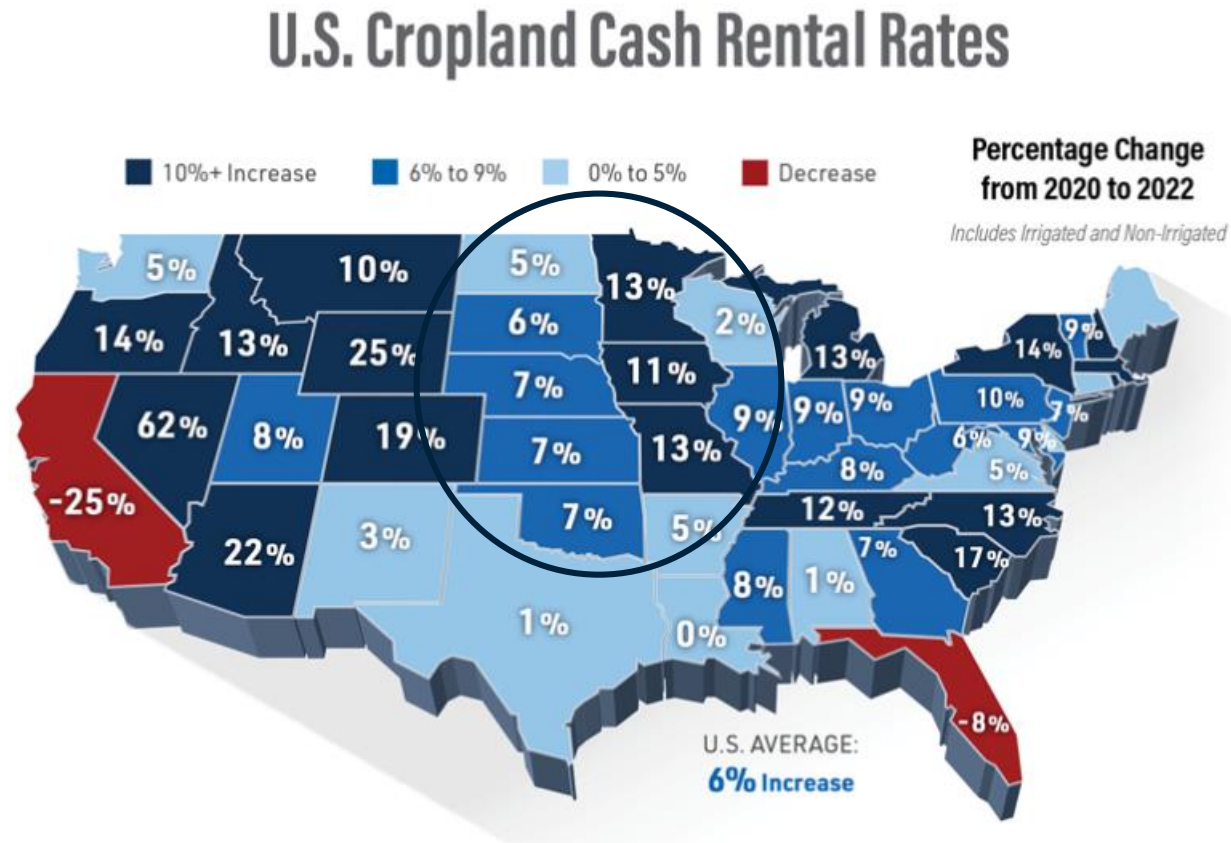 U.S. Cropland Cash Rental Rates
10%+ Increase 6% to 9% 0% to 5% Decrease
Percentage Change
from 2020 to 2022
Includes Irrigated and Non-Irrigated
5% 10% 5% 13% 2% 13% 14% 9%
14% 13% 25% 6% 11% 9% 9% 9% 10% 7%
62% 8% 19% 7% 13% 8% 6% 9% 5%
-25% 7% 12% 13%
22% 3% 7% 5% 8% 1% 7% 17%
1% 0%
-8%
U.S. AVERAGE:
6% Increase